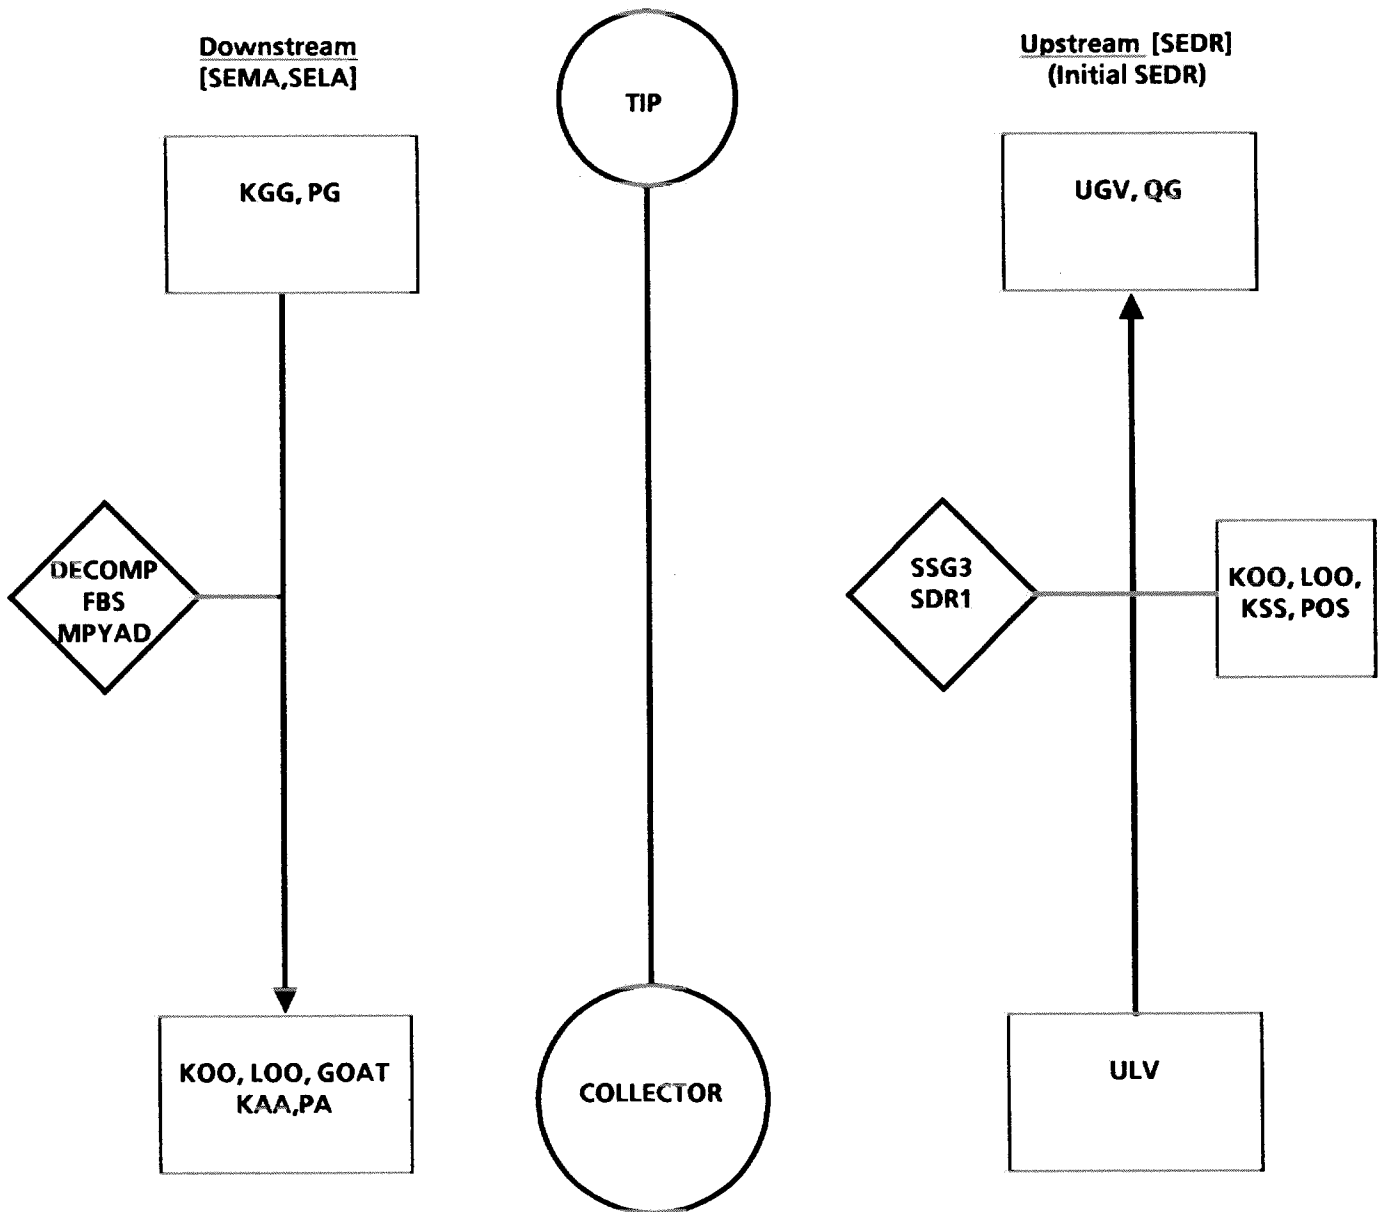 Downstream
[SEMA,SELA]
TIP
Upstream [SEDR]
(Initial SEDR)
KGG, PG
UGV, QG
DECOMP
FBS
MPYAD
SSG3
SDR1
KOO, LOO,
KSS, POS
KOO, LOO, GOAT
KAA,PA
COLLECTOR
ULV